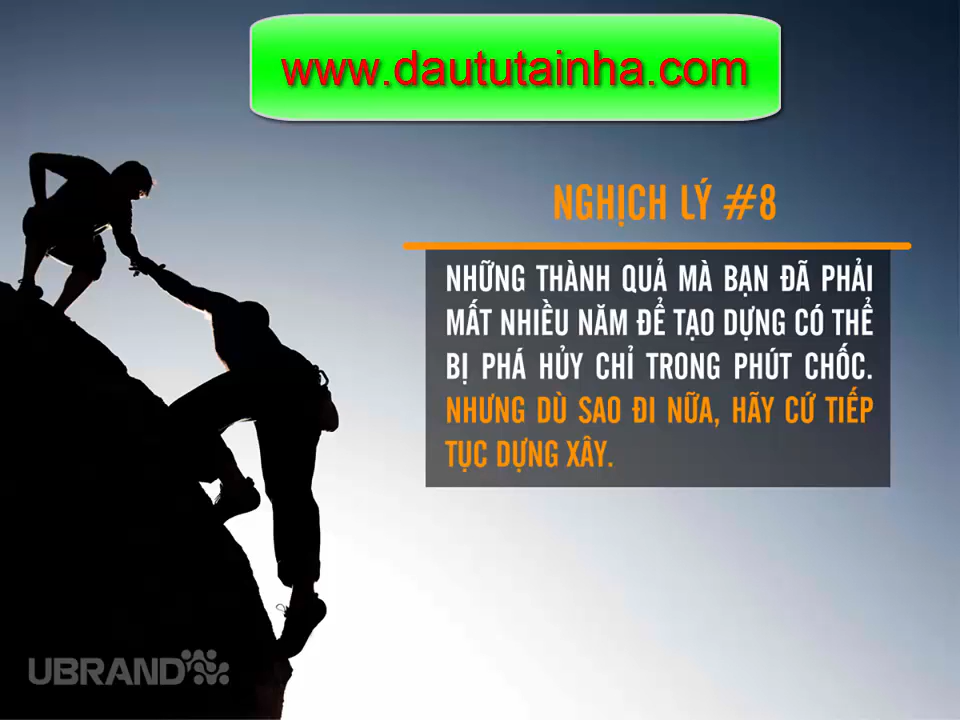 www.daututainha.com
NGHỊCH LÝ #8
NHỮNG THÀNH QUẢ MÀ BẠN ĐÃ PHẢI
MẤT NHIỀU NĂM ĐỂ TẠO DỰNG CÓ THỂ
BỊ PHÁ HỦY CHỈ TRONG PHÚT CHỐC.
NHƯNG DÙ SAO ĐI NỮA, HÃY CỨ TIẾP
TỤC DỰNG XÂY.
UBRAND